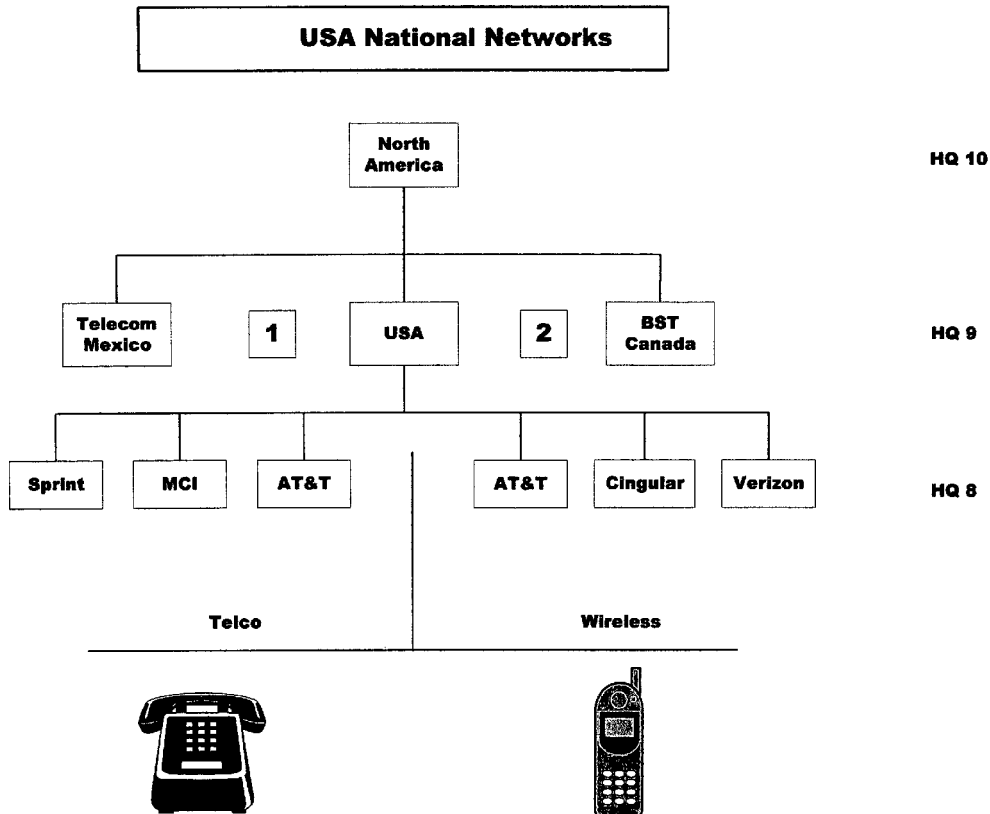 USA National Networks
North
America
HQ 10
Telecom
Mexico
1
USA
2
BST
Canada
HQ 9
Sprint
MCI
AT&T
AT&T
Cingular
Verizon
HQ 8
Telco
Wireless